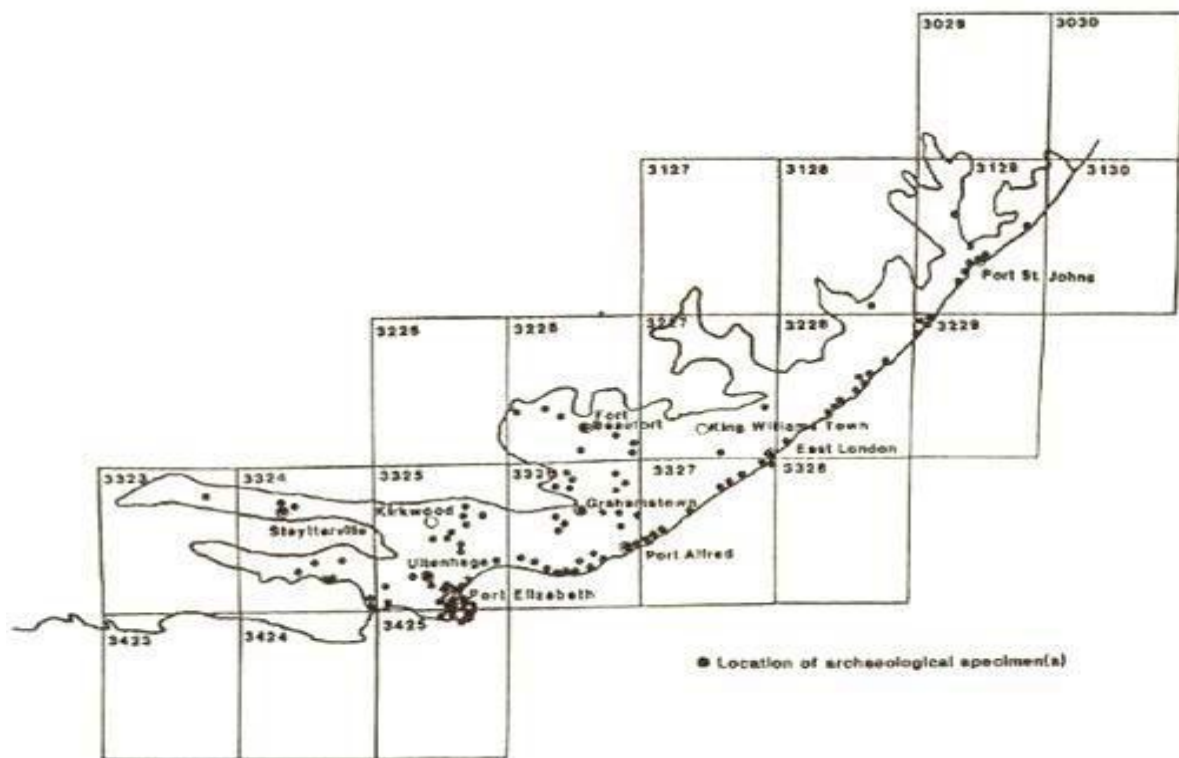 3029
3030
3127
3128
3129
3130
Port St. Johns
3225
3226
3227
3228
3229
Fort
Beaufort
King Williams Town
East London
3323
3324
3325
3326
3327
3328
Grahamstown
Kirkwood
Steytlerville
Port Alfred
Uitenhage
Port Elizabeth
3423
3424
3425
Location of archaeological specimen(s)